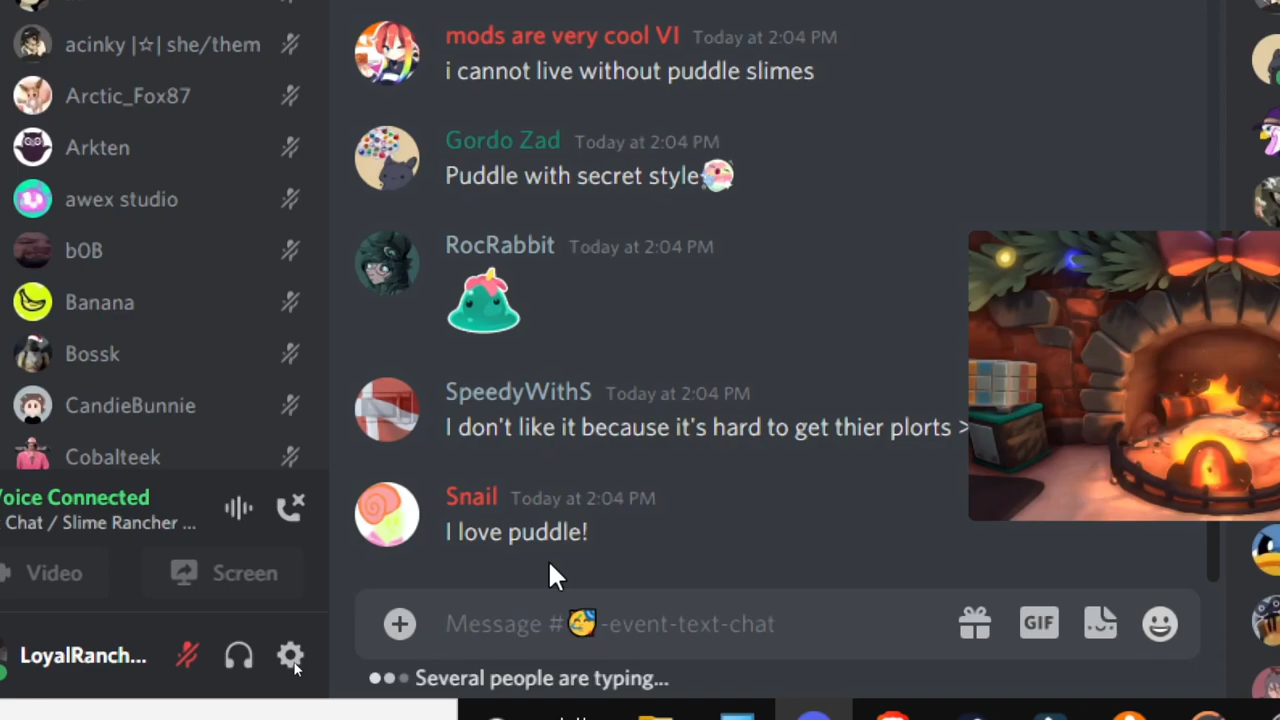 acinky |☆| she/them
Arctic_Fox87
Arkten
awex studio
bOB
Banana
Bossk
CandieBunnie
Cobalteek
Voice Connected
Chat / Slime Rancher ...
Video
Screen
LoyalRanch...
mods are very cool VI Today at 2:04 PM
i cannot live without puddle slimes
Gordo Zad Today at 2:04 PM
Puddle with secret style
RocRabbit Today at 2:04 PM
SpeedyWithS Today at 2:04 PM
I don't like it because it's hard to get thier plorts >
Snail Today at 2:04 PM
I love puddle!
Message #🥳-event-text-chat
GIF
Several people are typing...